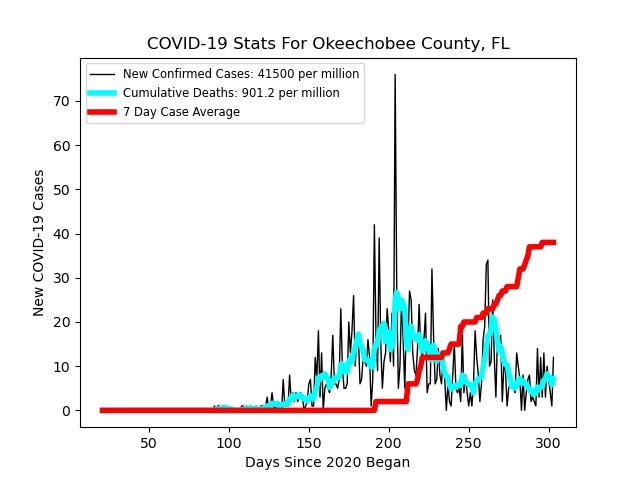 COVID-19 Stats For Okeechobee County, FL
New Confirmed Cases: 41500 per million
Cumulative Deaths: 901.2 per million
7 Day Case Average
New COVID-19 Cases
70
60
50
40
30
20
10
0
50
100
150
200
250
300
Days Since 2020 Began